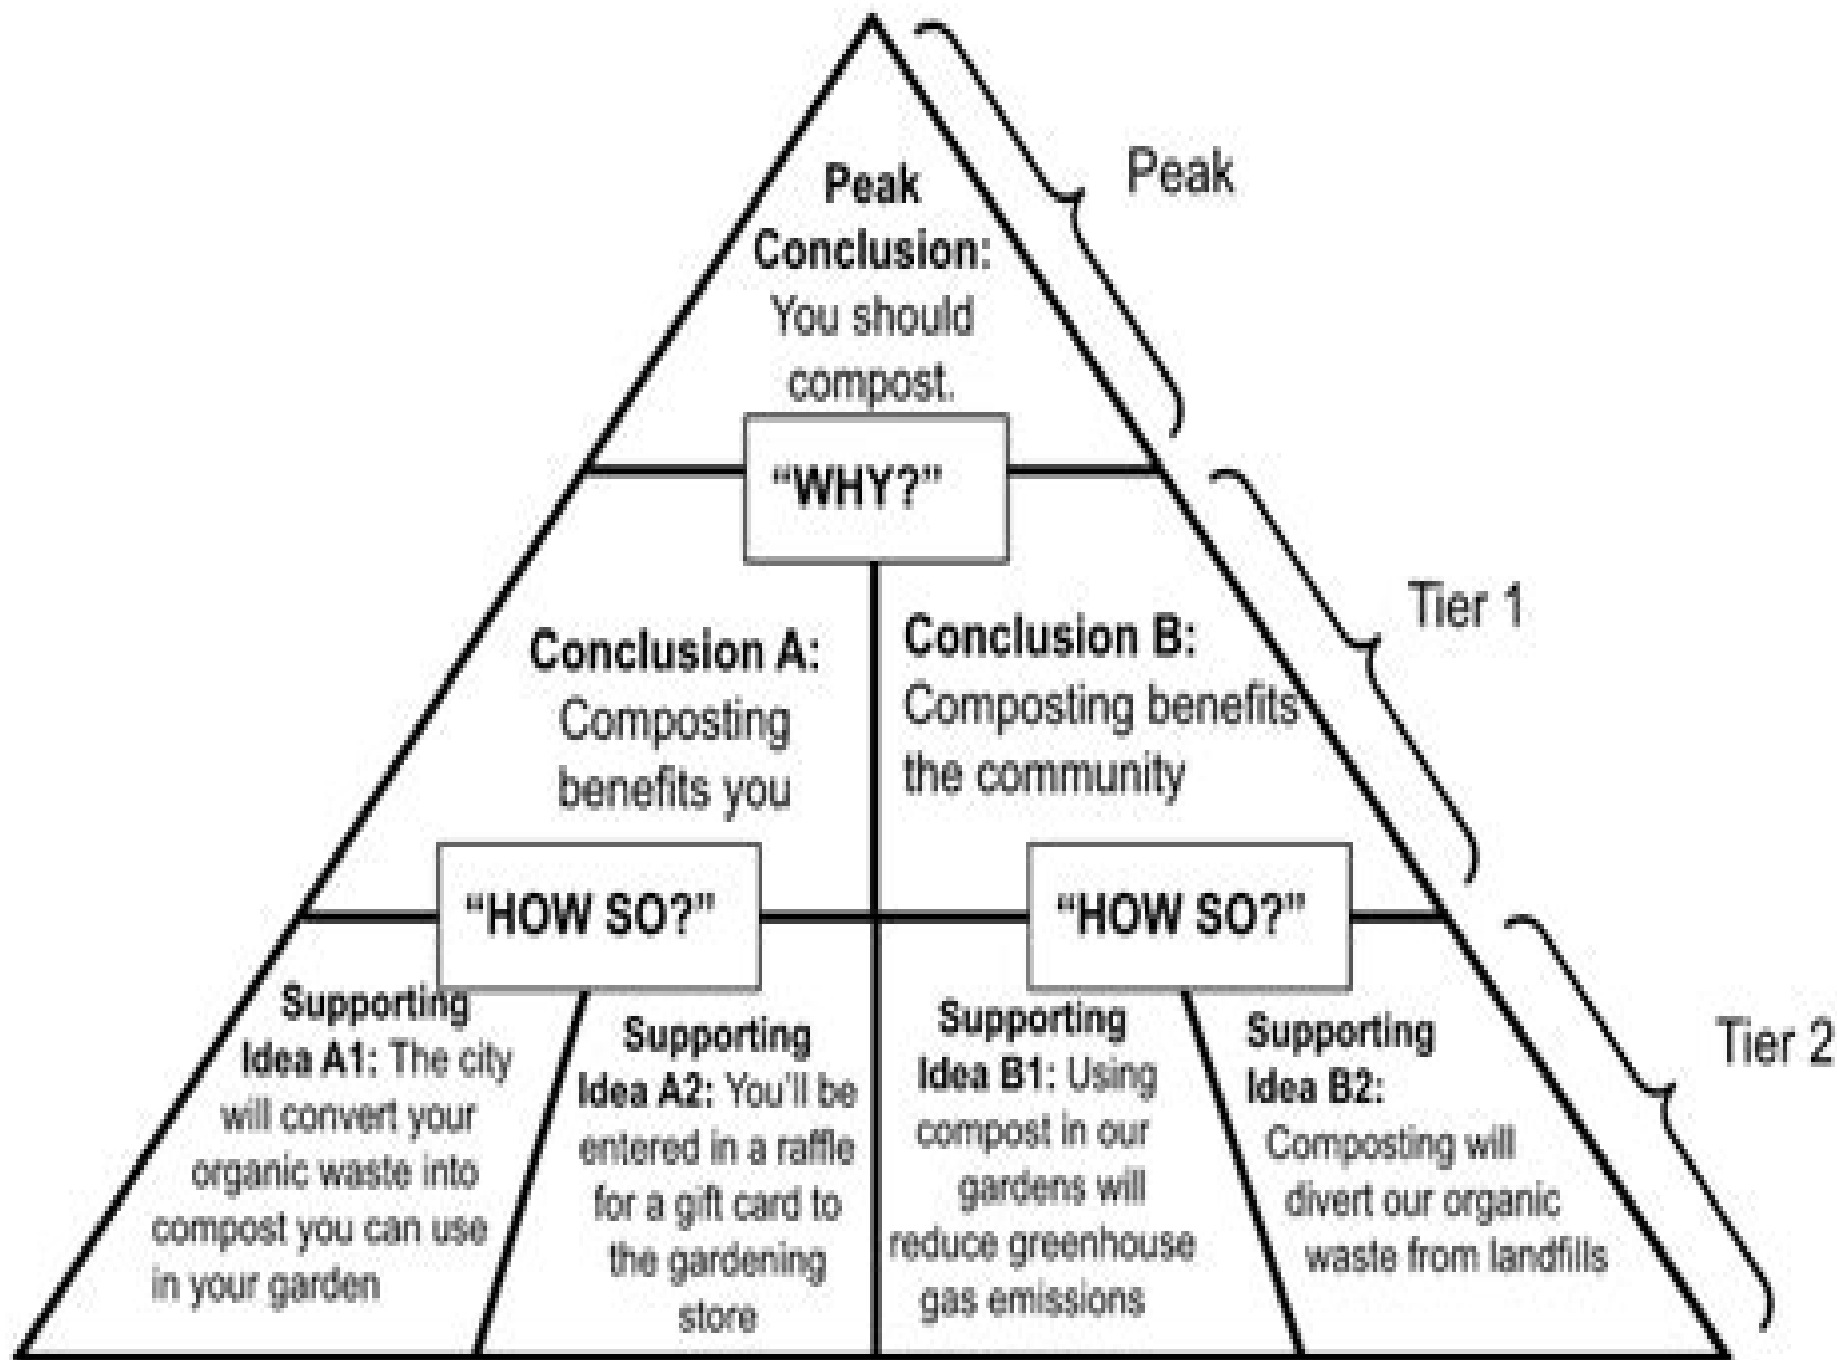 Peak
Conclusion:
You should
compost.
Peak
“WHY?”
Conclusion A:
Composting
benefits you
Conclusion B:
Composting benefits
the community
Tier 1
“HOW SO?”
“HOW SO?”
Supporting
Idea A1: The city
will convert your
organic waste into
compost you can use
in your garden
Supporting
Idea A2: You'll be
entered in a raffle
for a gift card to
the gardening
store
Supporting
Idea B1: Using
compost in our
gardens will
reduce greenhouse
gas emissions
Supporting
Idea B2:
Composting will
divert our organic
waste from landfills
Tier 2